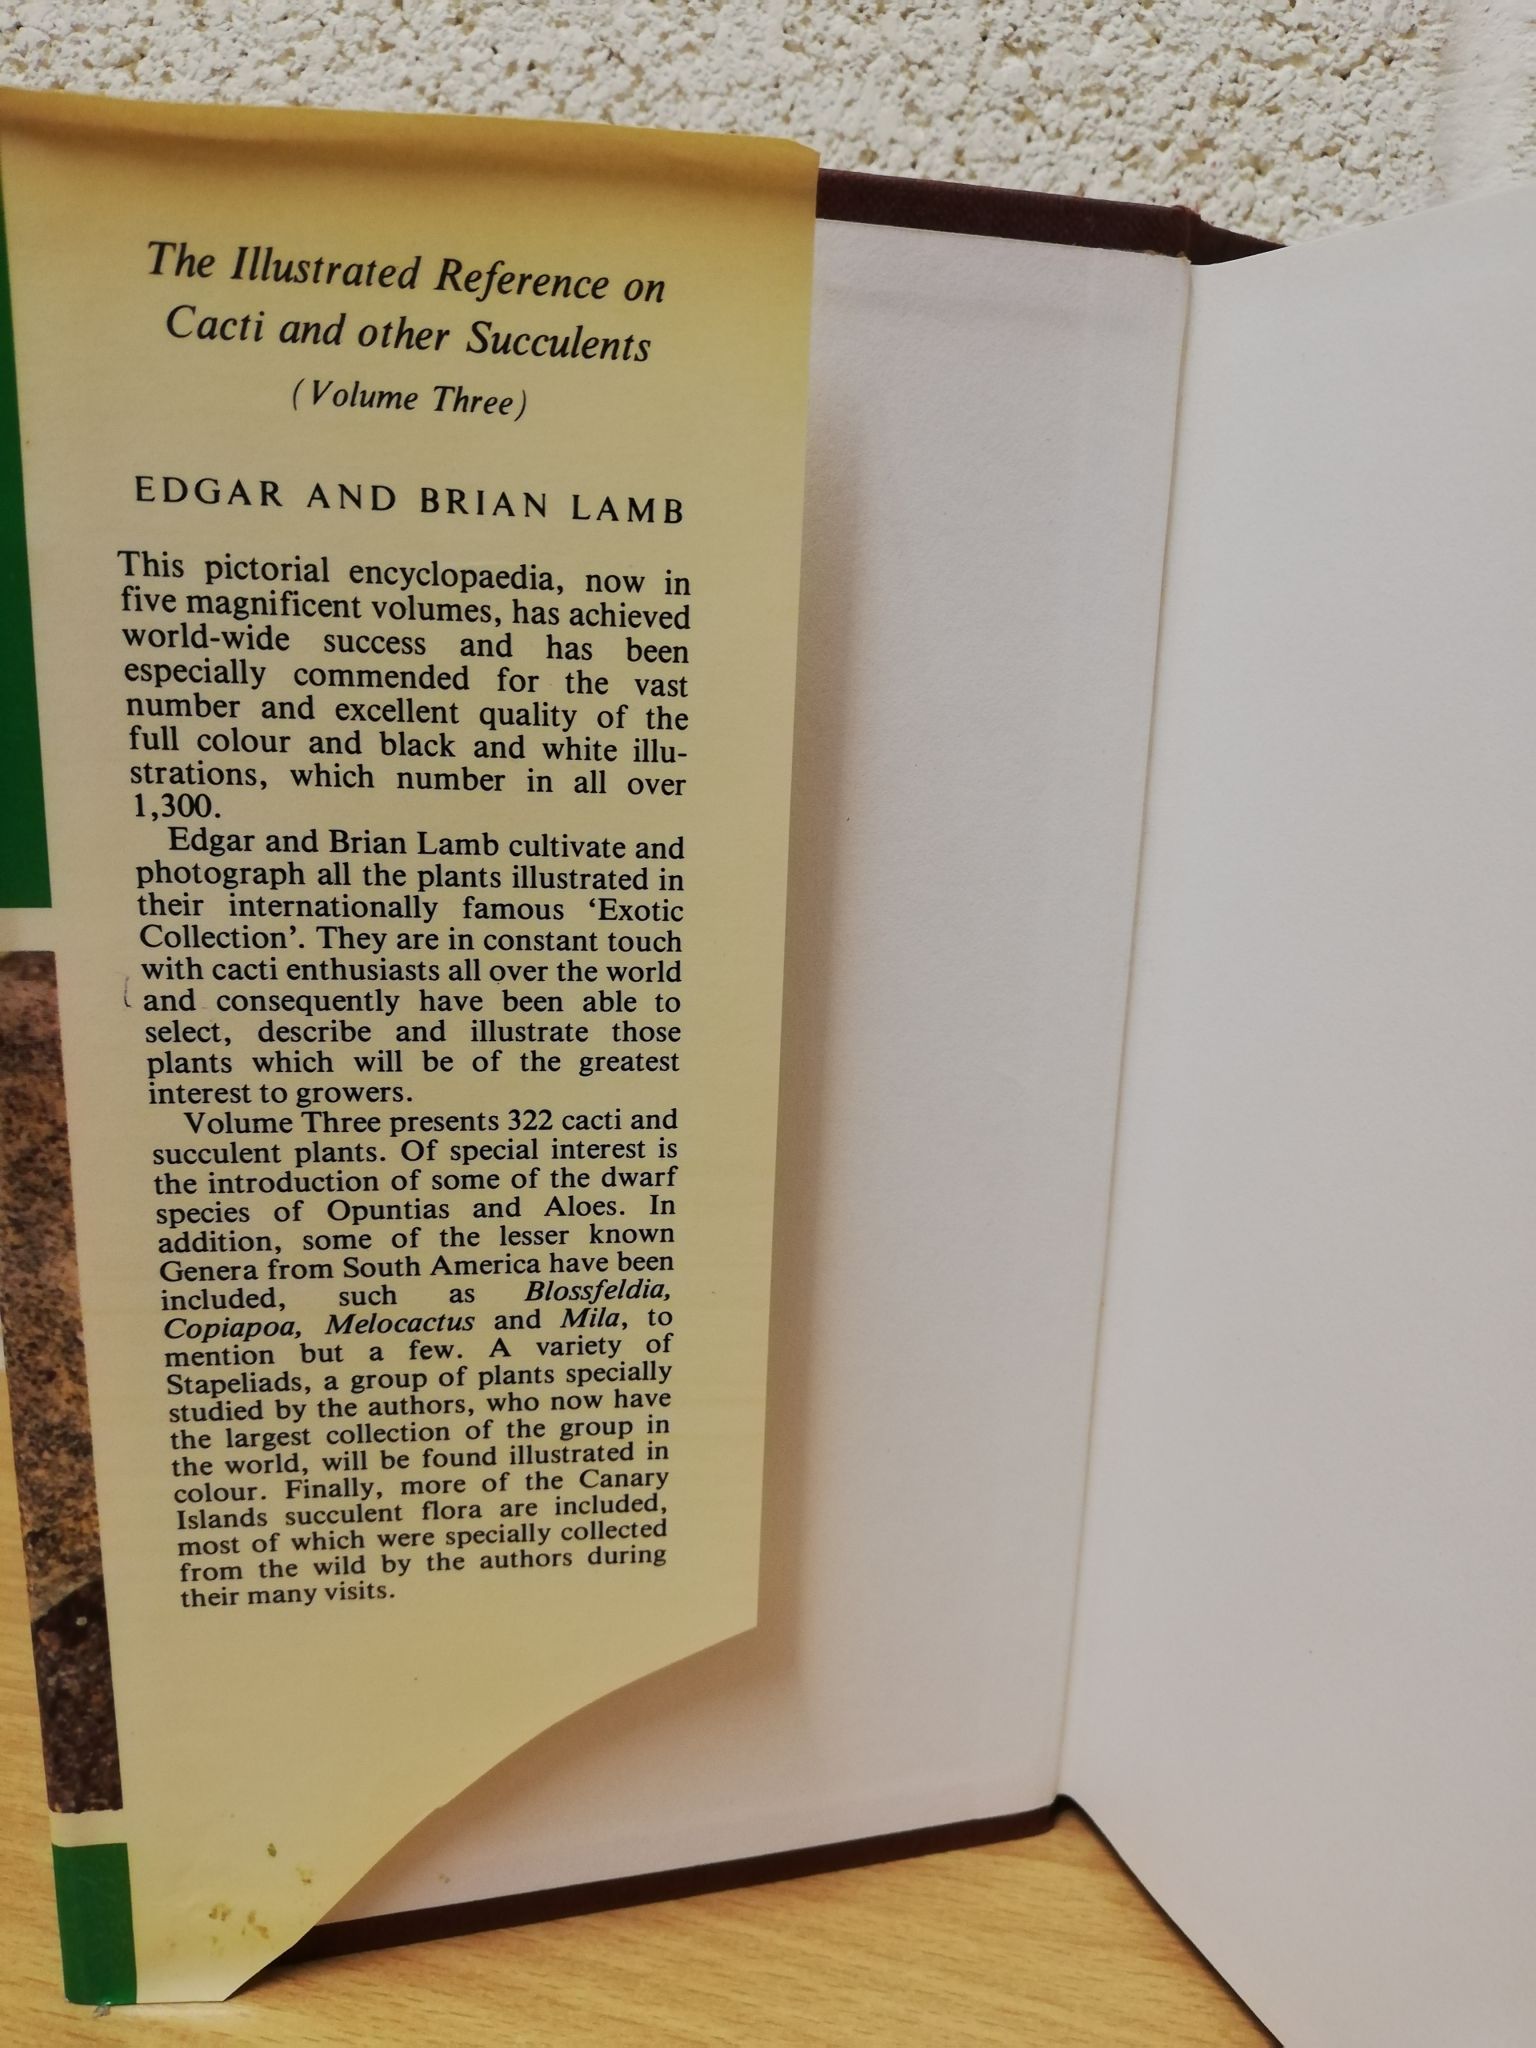 The Illustrated Reference on
Cacti and other Succulents
(Volume Three)
EDGAR AND BRIAN LAMB
This pictorial encyclopaedia, now in
five magnificent volumes, has achieved
world-wide success and has been
especially commended for the vast
number and excellent quality of the
full colour and black and white illu-
strations, which number in all over
1,300.
Edgar and Brian Lamb cultivate and
photograph all the plants illustrated in
their internationally famous ‘Exotic
Collection’. They are in constant touch
with cacti enthusiasts all over the world
and consequently have been able to
select, describe and illustrate those
plants which will be of the greatest
interest to growers.
Volume Three presents 322 cacti and
succulent plants. Of special interest is
the introduction of some of the dwarf
species of Opuntias and Aloes. In
addition, some of the lesser known
Genera from South America have been
included, such as Blossfeldia,
Copiapoa, Melocactus and Mila, to
mention but a few. A variety of
Stapeliads, a group of plants specially
studied by the authors, who now have
the largest collection of the group in
the world, will be found illustrated in
colour. Finally, more of the Canary
Islands succulent flora are included,
most of which were specially collected
from the wild by the authors during
their many visits.